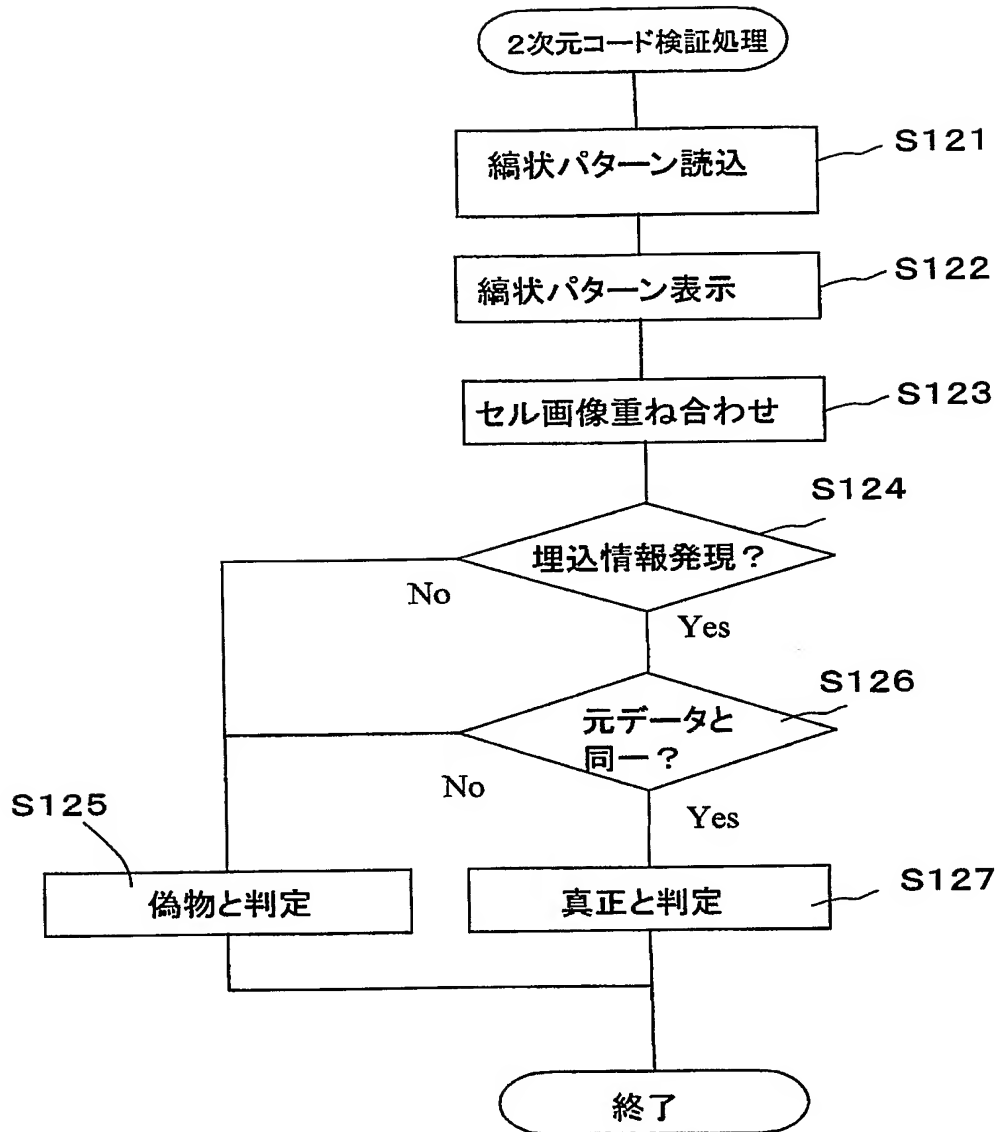 2次元コード検証処理
縞状パターン読込
S121
縞状パターン表示
S122
セル画像重ね合わせ
S123
S124
埋込情報発現？
No
Yes
S126
元データと
同一？
No
Yes
S125
偽物と判定
真正と判定
S127
終了